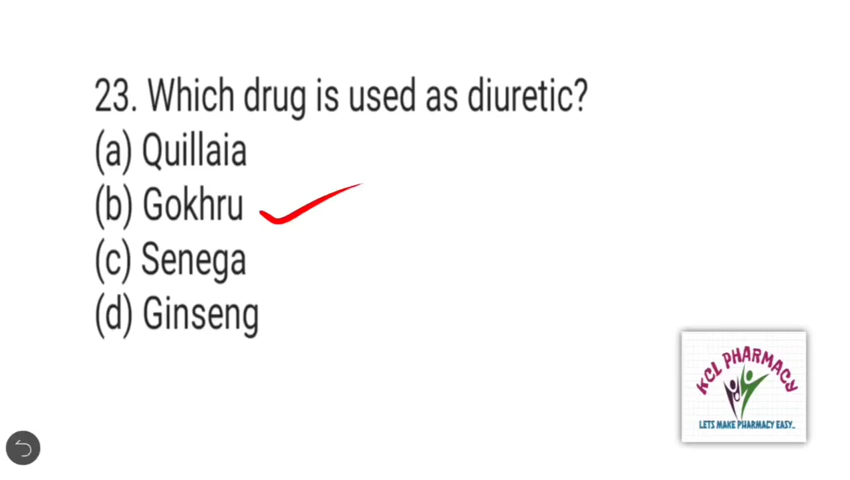 23. Which drug is used as diuretic?
(a) Quillaia
(b) Gokhru
(c) Senega
(d) Ginseng
KCL PHARMACY
LETS MAKE PHARMACY EASY..